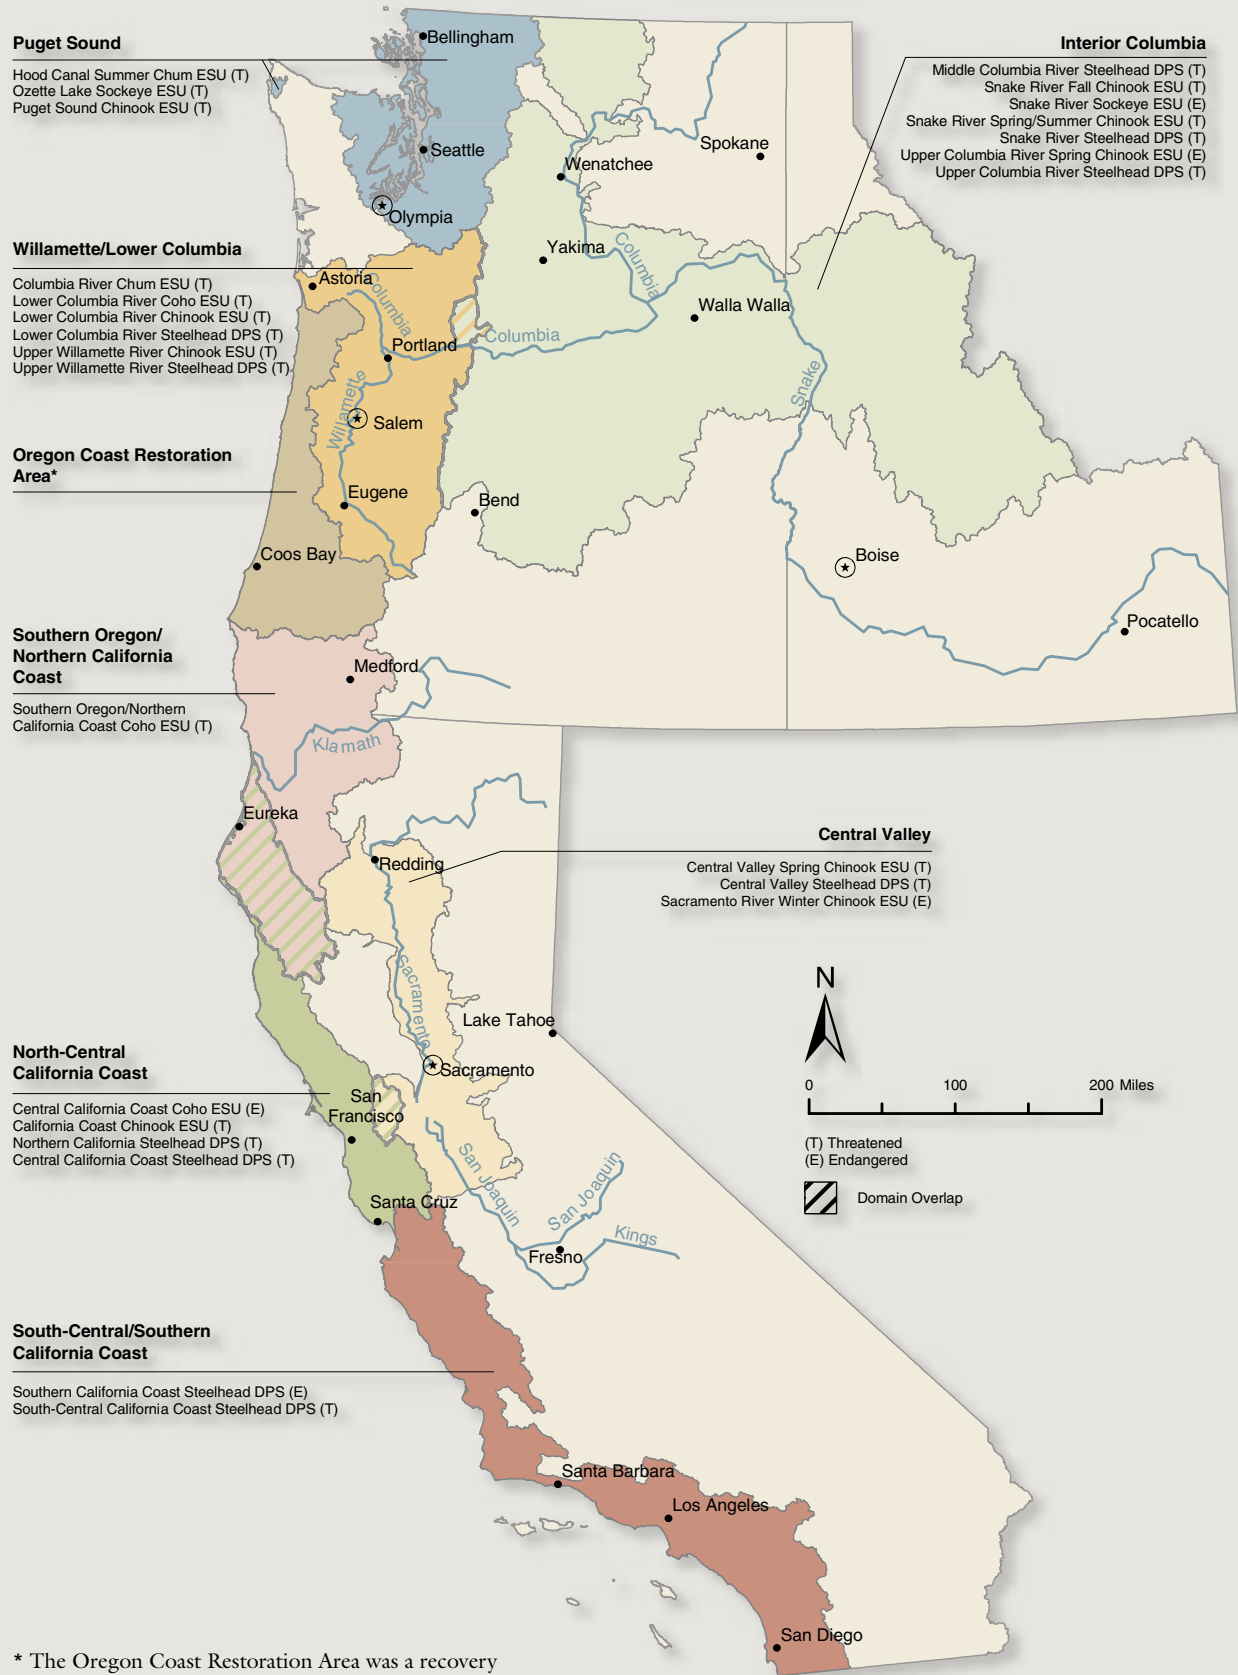 Puget Sound
Hood Canal Summer Chum ESU (T)
Ozette Lake Sockeye ESU (T)
Puget Sound Chinook ESU (T)
Willamette/Lower Columbia
Columbia River Chum ESU (T)
Lower Columbia River Coho ESU (T)
Lower Columbia River Chinook ESU (T)
Lower Columbia River Steelhead DPS (T)
Upper Willamette River Chinook ESU (T)
Upper Willamette River Steelhead DPS (T)
Oregon Coast Restoration
Area*
Southern Oregon/
Northern California
Coast
Southern Oregon/Northern
California Coast Coho ESU (T)
North-Central
California Coast
Central California Coast Coho ESU (E)
California Coast Chinook ESU (T)
Northern California Steelhead DPS (T)
Central California Coast Steelhead DPS (T)
South-Central/Southern
California Coast
Southern California Coast Steelhead DPS (E)
South-Central California Coast Steelhead DPS (T)
Interior Columbia
Middle Columbia River Steelhead DPS (T)
Snake River Fall Chinook ESU (T)
Snake River Sockeye ESU (E)
Snake River Spring/Summer Chinook ESU (T)
Snake River Steelhead DPS (T)
Upper Columbia River Spring Chinook ESU (E)
Upper Columbia River Steelhead DPS (T)
Central Valley
Central Valley Spring Chinook ESU (T)
Central Valley Steelhead DPS (T)
Sacramento River Winter Chinook ESU (E)
Bellingham
Seattle
Olympia
Wenatchee
Spokane
Yakima
Columbia
Walla Walla
Astoria
Columbia
Portland
Columbia
Snake
Willamette
Salem
Eugene
Bend
Coos Bay
Boise
Pocatello
Medford
Klamath
Eureka
Redding
Sacramento
Lake Tahoe
Sacramento
San
Francisco
San Joaquin
San Joaquin
Santa Cruz
Kings
Fresno
Santa Barbara
Los Angeles
San Diego
N
0 100 200 Miles
(T) Threatened
(E) Endangered
Domain Overlap
* The Oregon Coast Restoration Area was a recovery